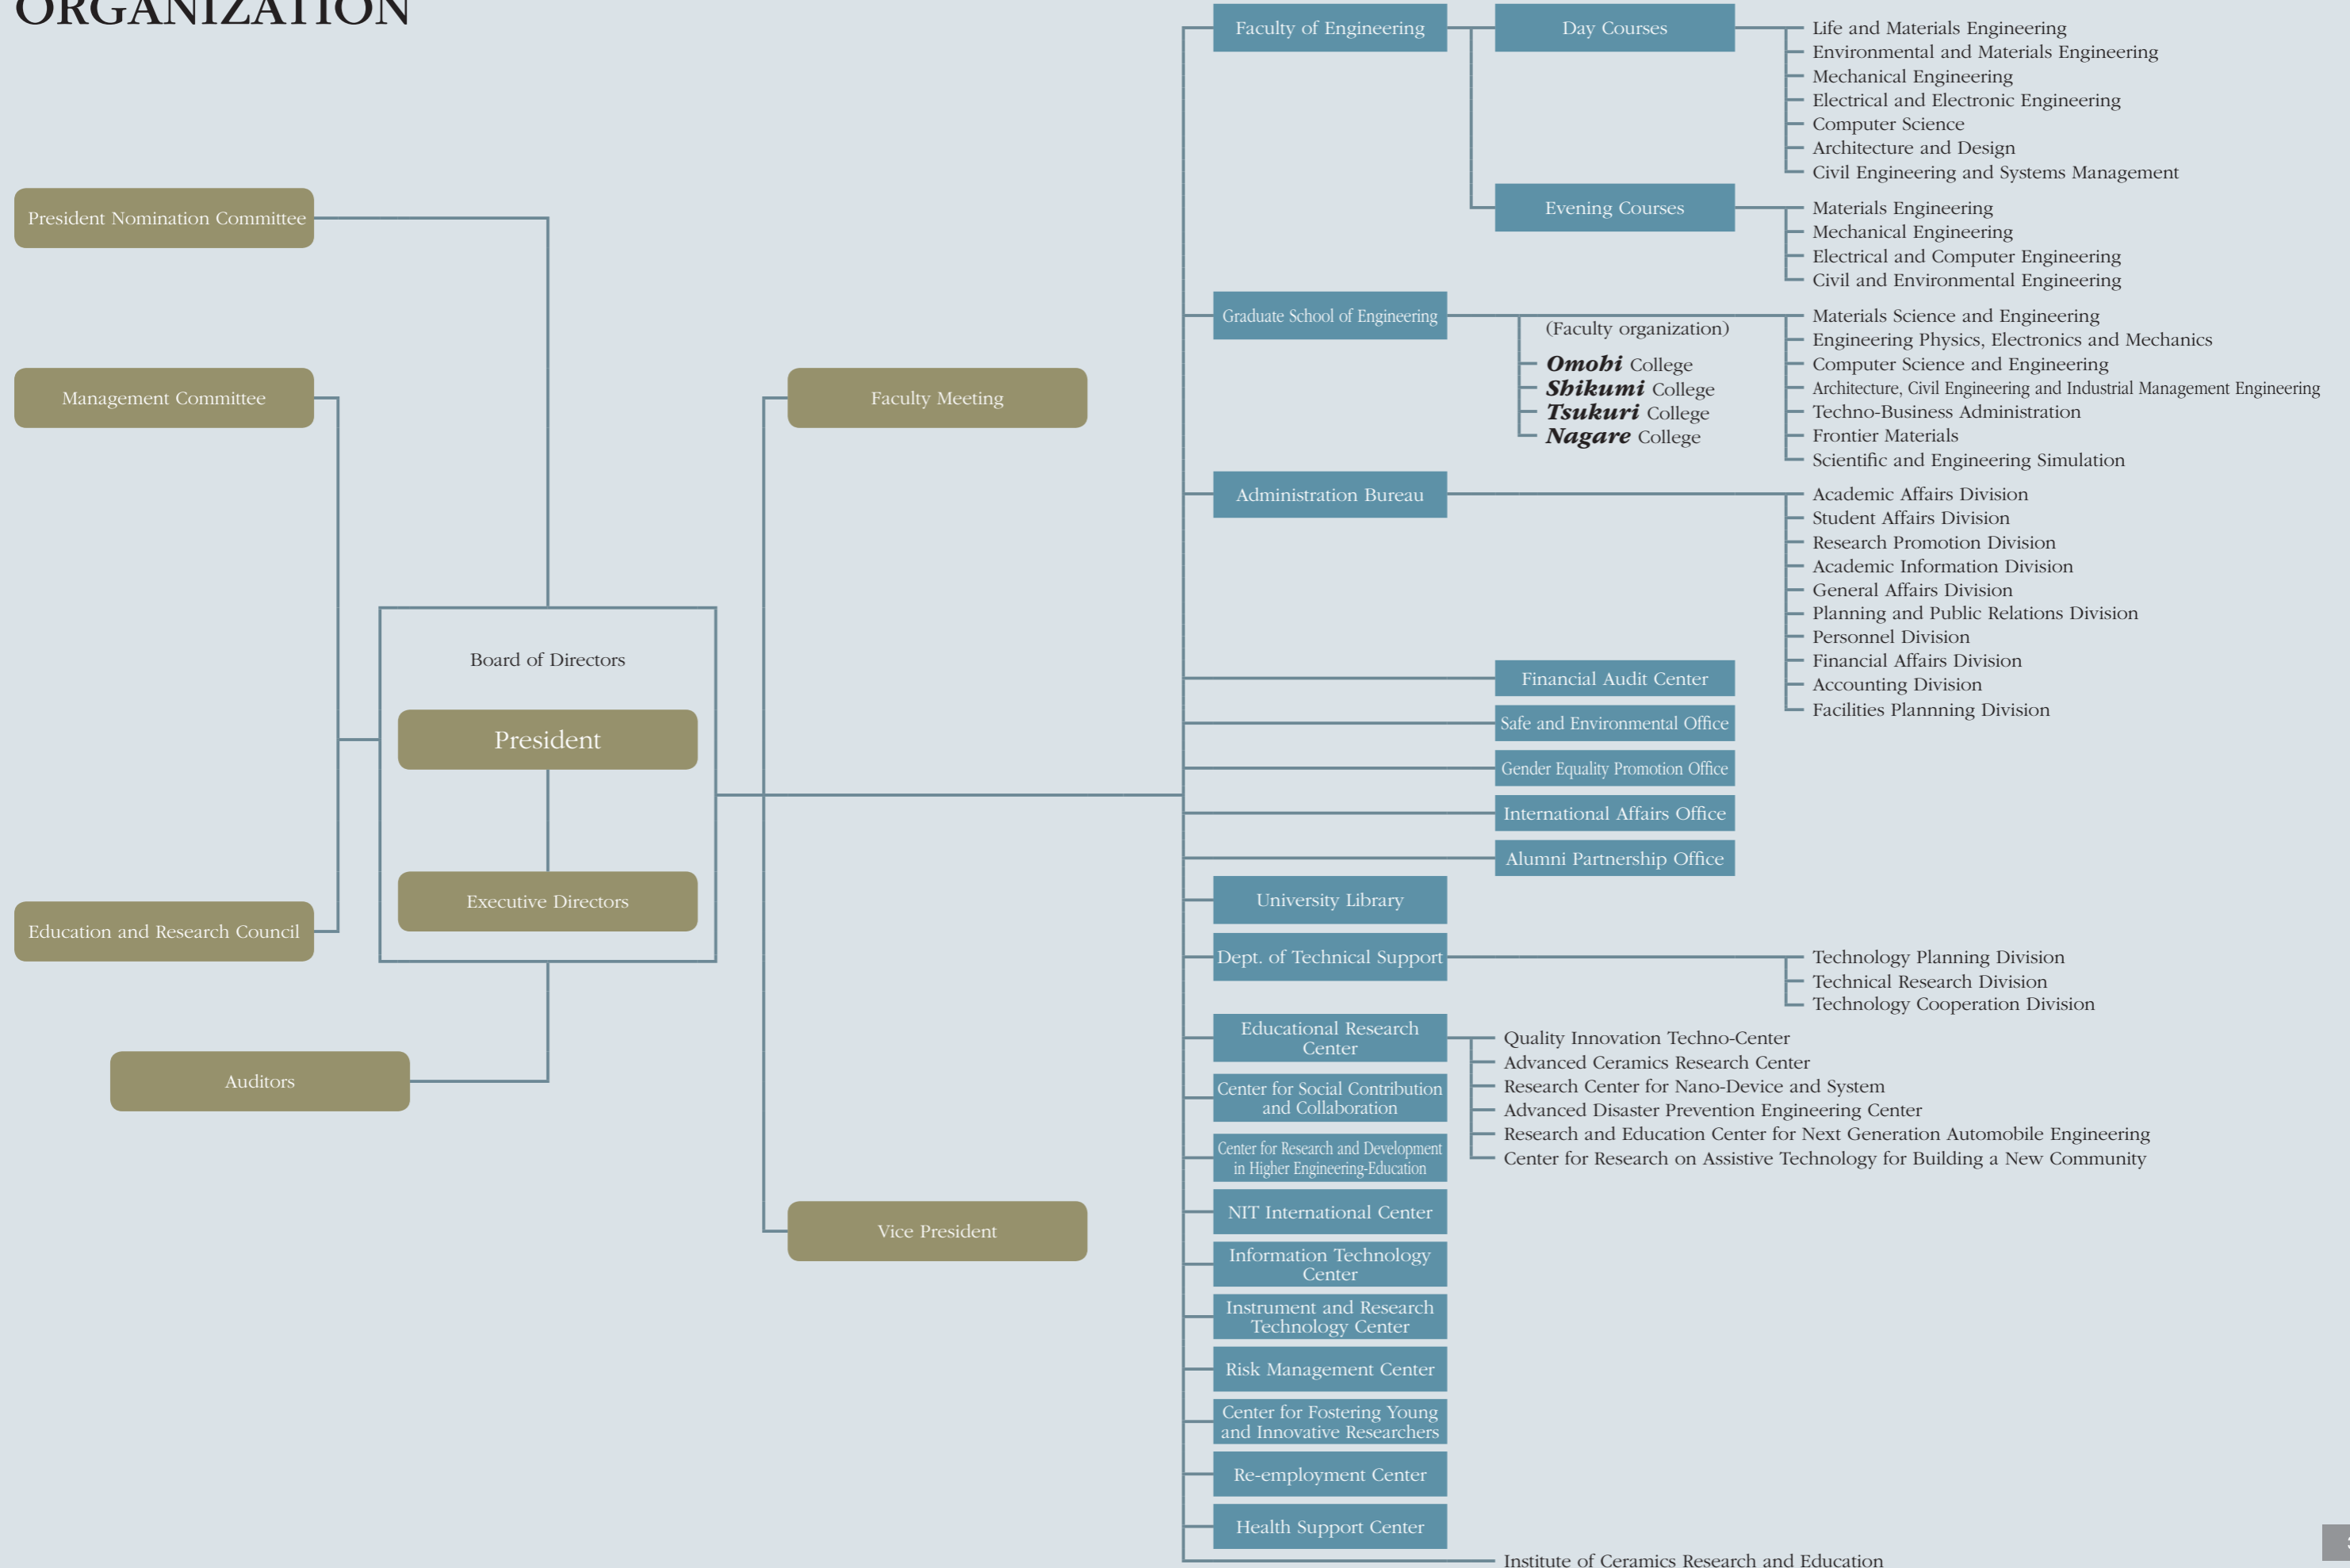 ORGANIZATION
President Nomination Committee
Management Committee
Education and Research Council
Auditors
Board of Directors
President
Executive Directors
Faculty Meeting
Vice President
Faculty of Engineering
Day Courses
Life and Materials Engineering
Environmental and Materials Engineering
Mechanical Engineering
Electrical and Electronic Engineering
Computer Science
Architecture and Design
Civil Engineering and Systems Management
Evening Courses
Materials Engineering
Mechanical Engineering
Electrical and Computer Engineering
Civil and Environmental Engineering
Graduate School of Engineering
(Faculty organization)
Omohi College
Shikumi College
Tsukuri College
Nagare College
Materials Science and Engineering
Engineering Physics, Electronics and Mechanics
Computer Science and Engineering
Architecture, Civil Engineering and Industrial Management Engineering
Techno-Business Administration
Frontier Materials
Scientific and Engineering Simulation
Administration Bureau
Academic Affairs Division
Student Affairs Division
Research Promotion Division
Academic Information Division
General Affairs Division
Planning and Public Relations Division
Personnel Division
Financial Affairs Division
Accounting Division
Facilities Plannning Division
Financial Audit Center
Safe and Environmental Office
Gender Equality Promotion Office
International Affairs Office
Alumni Partnership Office
University Library
Dept. of Technical Support
Technology Planning Division
Technical Research Division
Technology Cooperation Division
Educational Research
Center
Quality Innovation Techno-Center
Advanced Ceramics Research Center
Research Center for Nano-Device and System
Advanced Disaster Prevention Engineering Center
Research and Education Center for Next Generation Automobile Engineering
Center for Research on Assistive Technology for Building a New Community
Center for Social Contribution
and Collaboration
Center for Research and Development
in Higher Engineering-Education
NIT International Center
Information Technology
Center
Instrument and Research
Technology Center
Risk Management Center
Center for Fostering Young
and Innovative Researchers
Re-employment Center
Health Support Center
Institute of Ceramics Research and Education